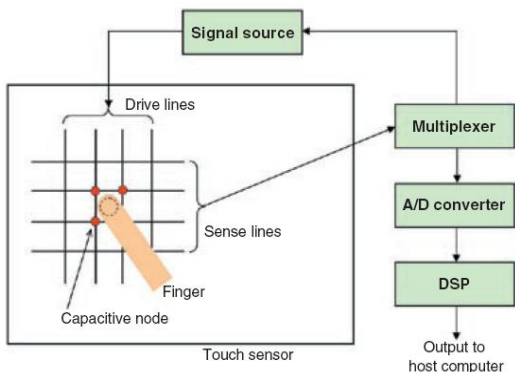 Signal source
Drive lines
Multiplexer
A/D converter
Sense lines
DSP
Finger
Capacitive node
Touch sensor
Output to
host computer